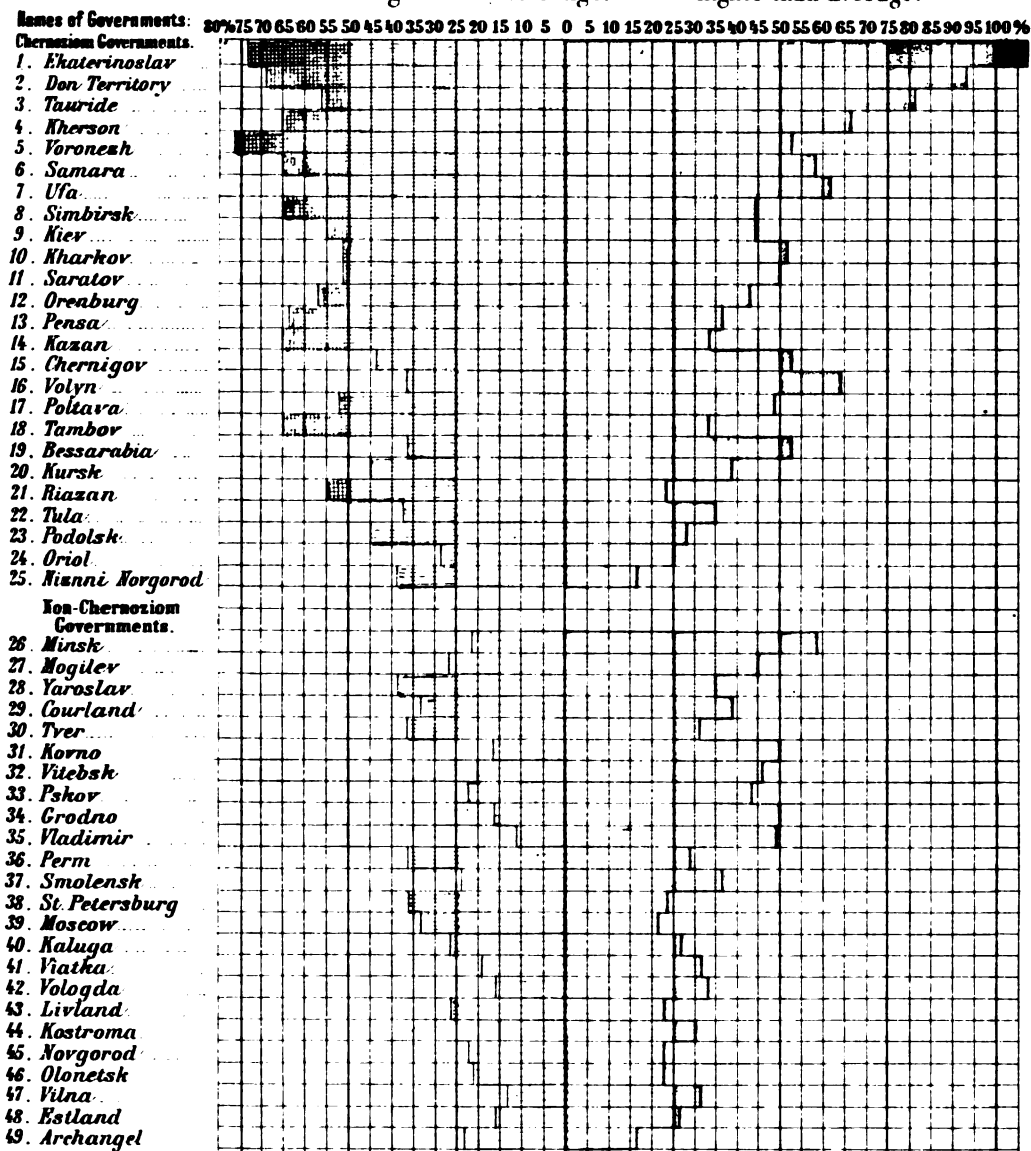 than average.
Names of Governments:
80% 75 70 65 60 55 50 45 40 35 30 25 20 15 10 5 0 5 10 15 20 25 30 35 40 45 50 55 60 65 70 75 80 85 90 95 100%
Chernoziom Governments.
1. Ekaterinoslav
2. Don Territory
3. Tauride
4. Kherson
5. Voronezh
6. Samara
7. Ufa
8. Simbirsk
9. Kiev
10. Kharkov
11. Saratov
12. Orenburg
13. Pensa
14. Kazan
15. Chernigov
16. Volyn
17. Poltava
18. Tambov
19. Bessarabia
20. Kursk
21. Riazan
22. Tula
23. Podolsk
24. Oriol
25. Niznni Novgorod
Non-Chernoziom
Governments.
26. Minsk
27. Mogilev
28. Yaroslav
29. Courland
30. Tver
31. Kovno
32. Vitebsk
33. Pskov
34. Grodno
35. Vladimir
36. Perm
37. Smolensk
38. St. Petersburg
39. Moscow
40. Kaluga
41. Viatka
42. Vologda
43. Livland
44. Kostroma
45. Novgorod
46. Olonetsk
47. Vilna
48. Estland
49. Archangel